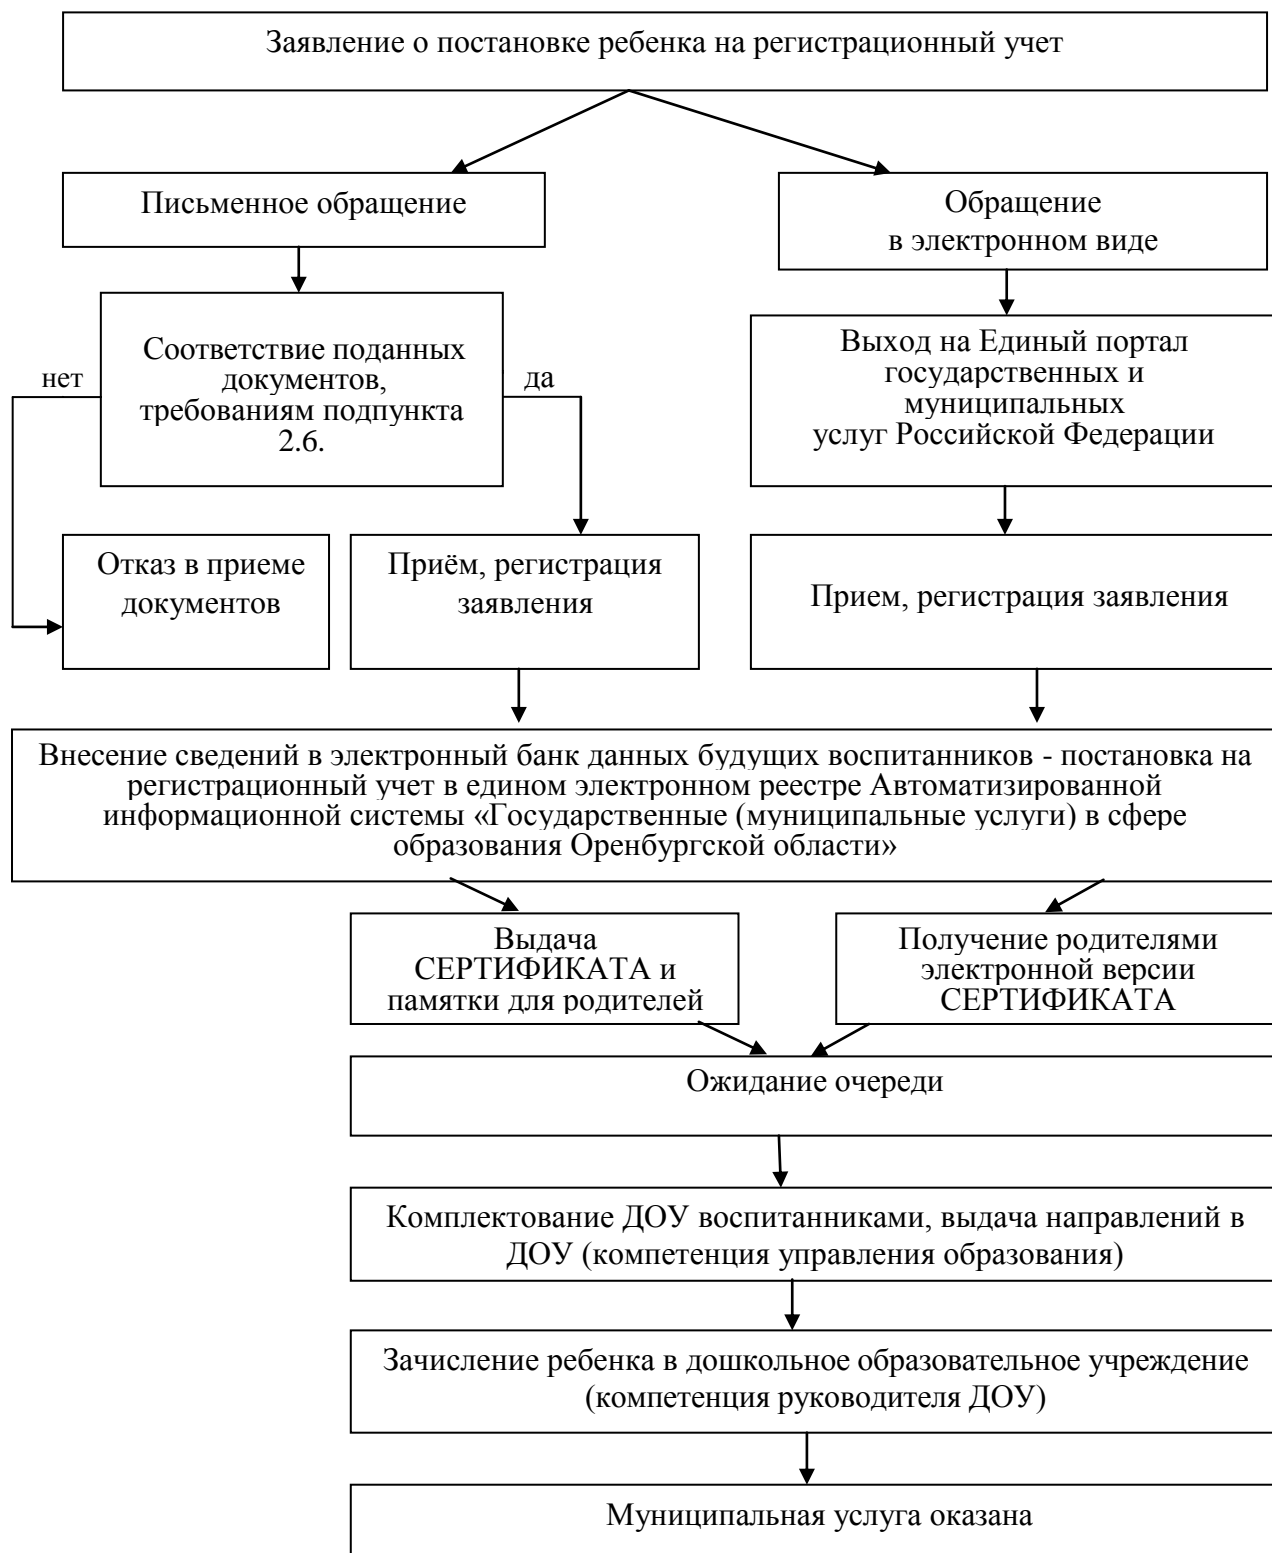 Заявление о постановке ребенка на регистрационный учет
Письменное обращение
Обращение
в электронном виде
Соответствие поданных
документов,
требованиям подпункта
2.6.
нет
да
Выход на Единый портал
государственных и
муниципальных
услуг Российской Федерации
Отказ в приеме
документов
Приём, регистрация
заявления
Прием, регистрация заявления
Внесение сведений в электронный банк данных будущих воспитанников - постановка на
регистрационный учет в едином электронном реестре Автоматизированной
информационной системы «Государственные (муниципальные услуги) в сфере
образования Оренбургской области»
Выдача
СЕРТИФИКАТА и
памятки для родителей
Получение родителями
электронной версии
СЕРТИФИКАТА
Ожидание очереди
Комплектование ДОУ воспитанниками, выдача направлений в
ДОУ (компетенция управления образования)
Зачисление ребенка в дошкольное образовательное учреждение
(компетенция руководителя ДОУ)
Муниципальная услуга оказана